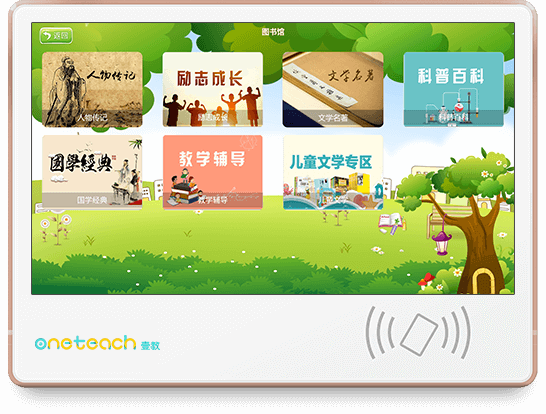 返回
图书馆
人物传记
人物传记
励志成长
励志成长
文学名著
文学名著
科普百科
科普百科
國學經典
国学经典
教学辅导
教学辅导
儿童文学专区
儿童文学
oneteach 壹教